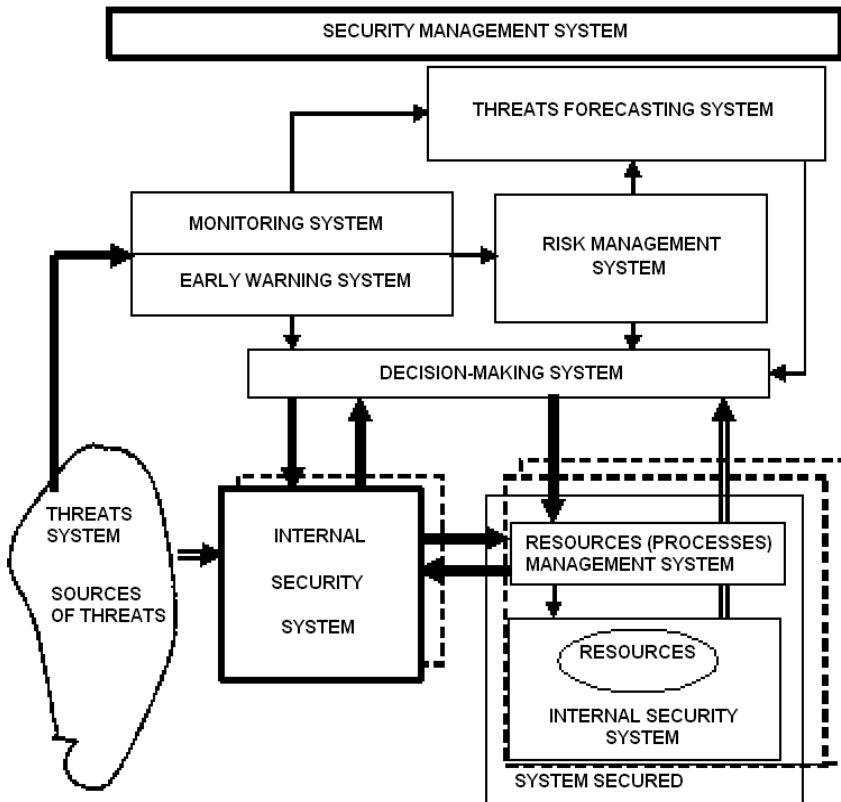 SECURITY MANAGEMENT SYSTEM
THREATS FORECASTING SYSTEM
MONITORING SYSTEM
RISK MANAGEMENT
SYSTEM
EARLY WARNING SYSTEM
DECISION-MAKING SYSTEM
THREATS
SYSTEM
SOURCES
OF THREATS
INTERNAL
SECURITY
SYSTEM
RESOURCES (PROCESSES)
MANAGEMENT SYSTEM
RESOURCES
INTERNAL SECURITY
SYSTEM
SYSTEM SECURED